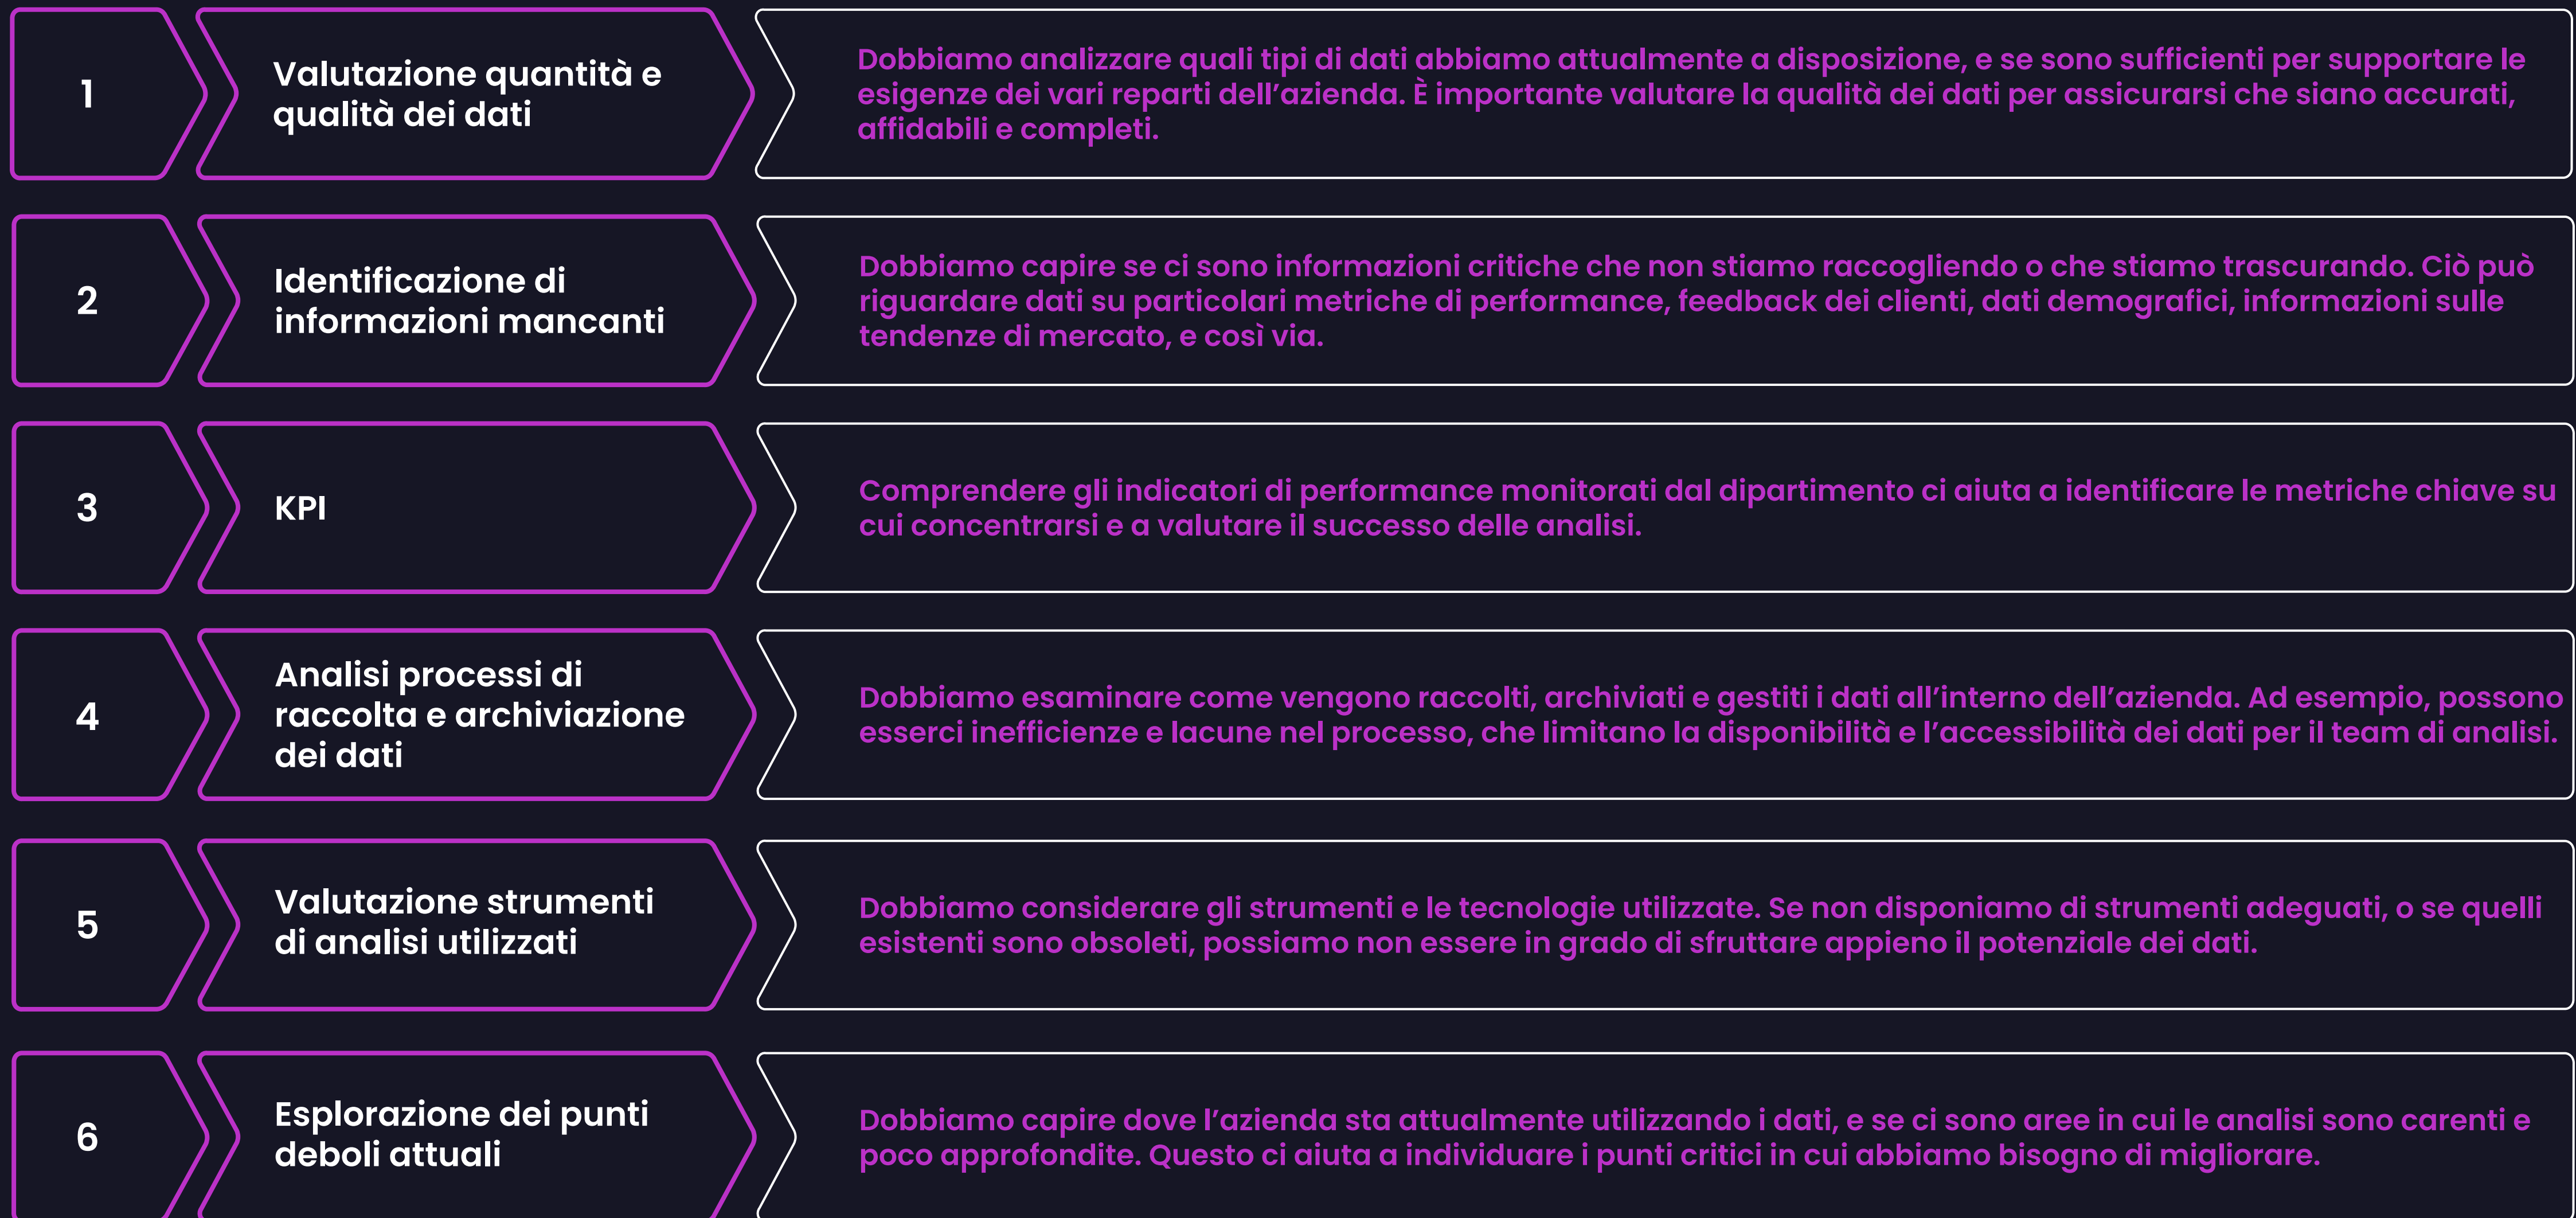 1
Valutazione quantità e
qualità dei dati
Dobbiamo analizzare quali tipi di dati abbiamo attualmente a disposizione, e se sono sufficienti per supportare le
esigenze dei vari reparti dell’azienda. È importante valutare la qualità dei dati per assicurarsi che siano accurati,
affidabili e completi.
2
Identificazione di
informazioni mancanti
Dobbiamo capire se ci sono informazioni critiche che non stiamo raccogliendo o che stiamo trascurando. Ciò può
riguardare dati su particolari metriche di performance, feedback dei clienti, dati demografici, informazioni sulle
tendenze di mercato, e così via.
3
KPI
Comprendere gli indicatori di performance monitorati dal dipartimento ci aiuta a identificare le metriche chiave su
cui concentrarsi e a valutare il successo delle analisi.
4
Analisi processi di
raccolta e archiviazione
dei dati
Dobbiamo esaminare come vengono raccolti, archiviati e gestiti i dati all’interno dell’azienda. Ad esempio, possono
esserci inefficienze e lacune nel processo, che limitano la disponibilità e l’accessibilità dei dati per il team di analisi.
5
Valutazione strumenti
di analisi utilizzati
Dobbiamo considerare gli strumenti e le tecnologie utilizzate. Se non disponiamo di strumenti adeguati, o se quelli
esistenti sono obsoleti, possiamo non essere in grado di sfruttare appieno il potenziale dei dati.
6
Esplorazione dei punti
deboli attuali
Dobbiamo capire dove l’azienda sta attualmente utilizzando i dati, e se ci sono aree in cui le analisi sono carenti e
poco approfondite. Questo ci aiuta a individuare i punti critici in cui abbiamo bisogno di migliorare.